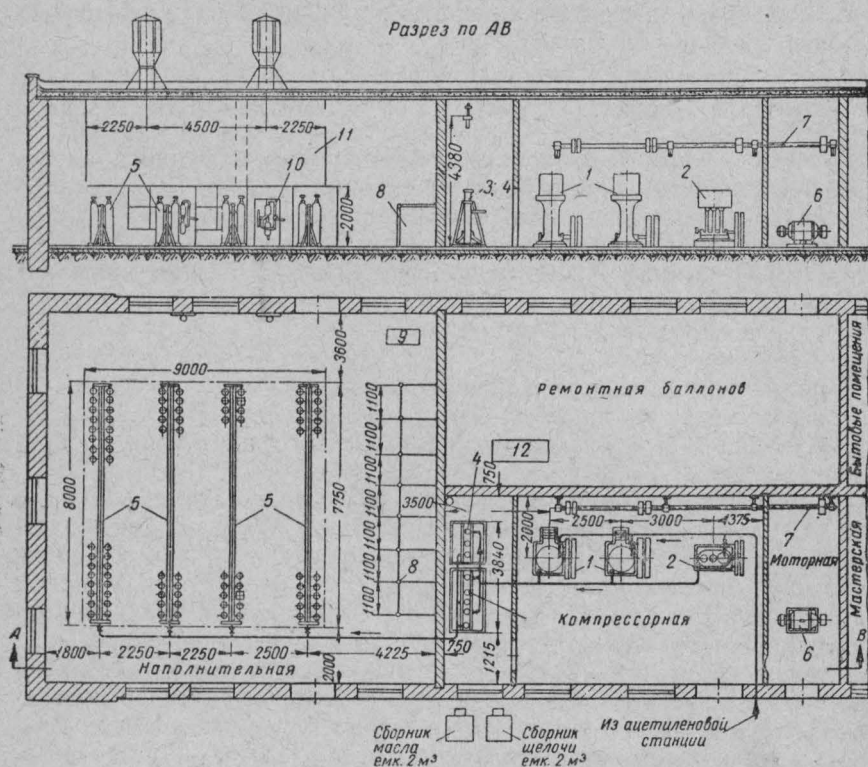 Разрез по АВ
2250 4500 2250 11
5 10
2000
8
4380
3; 4
1
2
7
6
9
3600
9000
8000
5 5
7750
1100
1100
1100
1100
1100
1100
1100
8
Ремонтная баллонов
Бытовые помещения
12
4
750
3500
2000
2500 3000 1375
7
3840
1
2
Моторная
Мастерская
Компрессорная
6
А
В
1800 2250 2250 2500 4225 750
1215
2000
Наполнительная
Сборник
масла
емк. 2 м³
Сборник
щелочи
емк. 2 м³
Из ацетиленовой
станции